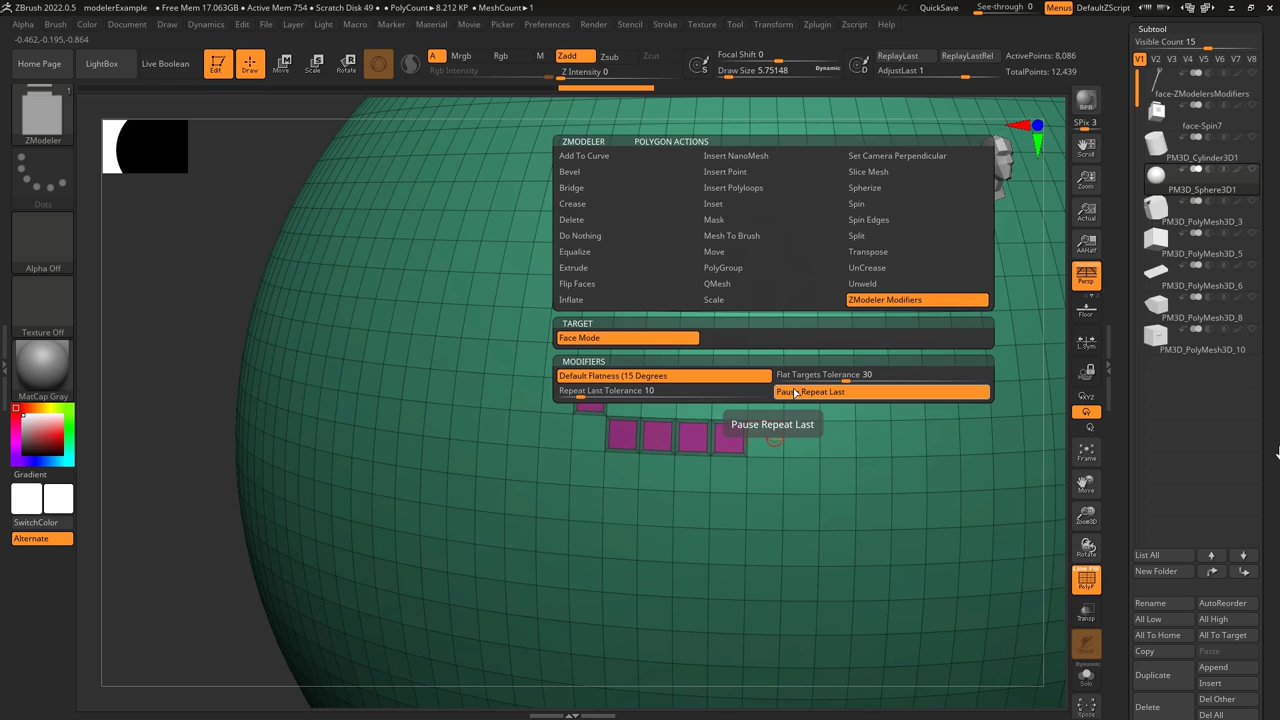 ZBrush 2022.0.5 modelerExample • Free Mem 17.063GB • Active Mem 754 • Scratch Disk 49 • PolyCount► 8.212 KP • MeshCount► 1
AC QuickSave See-through 0 Menus DefaultZScript
Alpha Brush Color Document Draw Dynamics Edit File Layer Light Macro Marker Material Movie Picker Preferences Render Stencil Stroke Texture Tool Transform Zplugin Zscript Help
-0.462,-0.195,-0.864
Home Page LightBox Live Boolean Edit Draw Move Scale Rotate
A Mrgb Rgb M Zadd Zsub Zcut
Rgb Intensity Z Intensity 0
Focal Shift 0
Draw Size 5.75148 Dynamic
S
D
ReplayLast ReplayLastRel
AdjustLast 1
ActivePoints: 8,086
TotalPoints: 12,439
1
ZModeler
Dots
Alpha Off
Texture Off
MatCap Gray
Gradient
SwitchColor
Alternate
ZMODELER POLYGON ACTIONS
Add To Curve Insert NanoMesh Set Camera Perpendicular
Bevel Insert Point Slice Mesh
Bridge Insert Polyloops Spherize
Crease Inset Spin
Delete Mask Spin Edges
Do Nothing Mesh To Brush Split
Equalize Move Transpose
Extrude PolyGroup UnCrease
Flip Faces QMesh Unweld
Inflate Scale ZModeler Modifiers
TARGET
Face Mode
MODIFIERS
Default Flatness (15 Degrees Flat Targets Tolerance 30
Repeat Last Tolerance 10 Pause Repeat Last
Pause Repeat Last
BPR
SPix 3
Scroll
Zoom
Actual
AAHalf
Persp
Floor
L.Sym
Frame
Move
Zoom3D
Rotate
Line Fill
PolyF
Transp
Dynamic
Solo
Xpose
Subtool
Visible Count 15
V1 V2 V3 V4 V5 V6 V7 V8
face-ZModelersModifiers
face-Spin7
PM3D_Cylinder3D1
PM3D_Sphere3D1
PM3D_PolyMesh3D_3
PM3D_PolyMesh3D_5
PM3D_PolyMesh3D_6
PM3D_PolyMesh3D_8
PM3D_PolyMesh3D_10
List All
New Folder
Rename AutoReorder
All Low All High
All To Home All To Target
Copy Paste
Duplicate Append
Insert
Delete Del Other
Del All